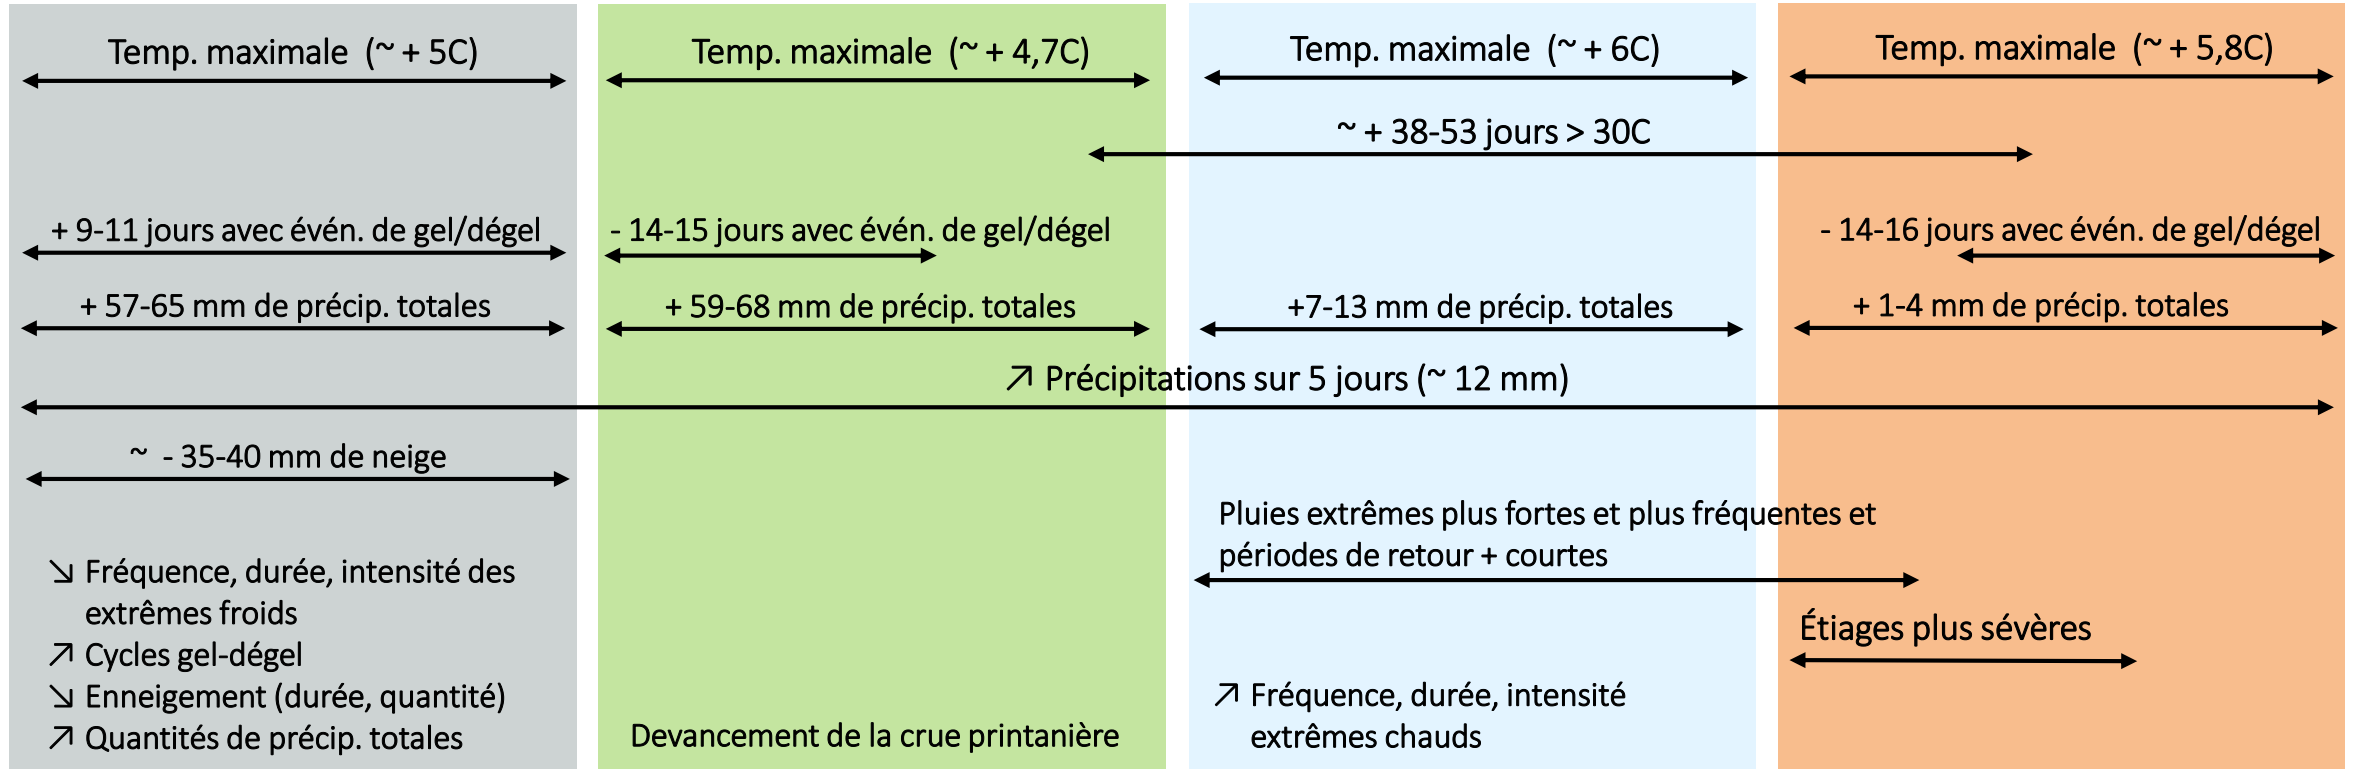 Temp. maximale (~ + 5C)
Temp. maximale (~ + 4,7C)
Temp. maximale (~ + 6C)
Temp. maximale (~ + 5,8C)
~ + 38-53 jours > 30C
+ 9-11 jours avec évén. de gel/dégel
- 14-15 jours avec évén. de gel/dégel
- 14-16 jours avec évén. de gel/dégel
+ 57-65 mm de précip. totales
+ 59-68 mm de précip. totales
+7-13 mm de précip. totales
+ 1-4 mm de précip. totales
↗ Précipitations sur 5 jours (~ 12 mm)
~ - 35-40 mm de neige
Pluies extrêmes plus fortes et plus fréquentes et
périodes de retour + courtes
↘ Fréquence, durée, intensité des
extrêmes froids
↗ Cycles gel-dégel
↘ Enneigement (durée, quantité)
↗ Quantités de précip. totales
Devancement de la crue printanière
Étiages plus sévères
↗ Fréquence, durée, intensité
extrêmes chauds